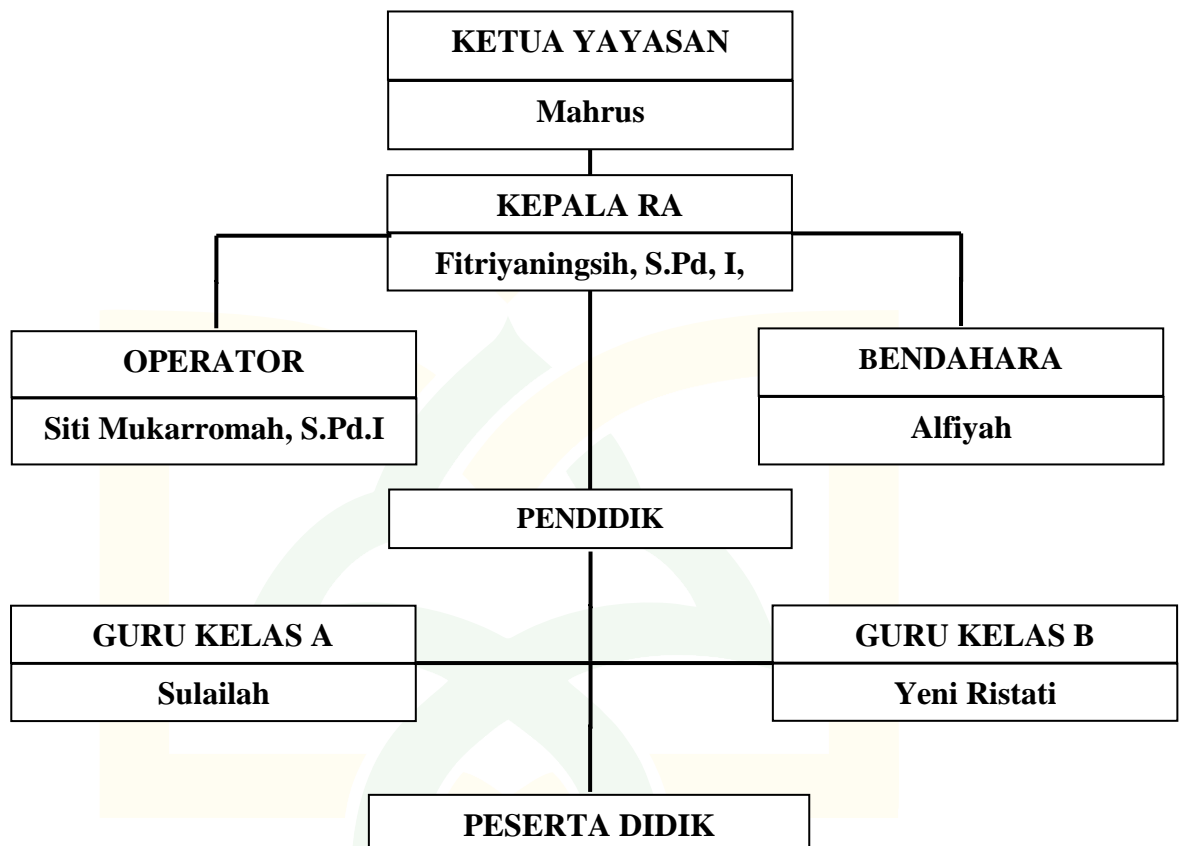 KETUA YAYASAN
Mahrus
KEPALA RA
Fitriyaningsih, S.Pd, I,
OPERATOR
Siti Mukarromah, S.Pd.I
BENDAHARA
Alfiyah
PENDIDIK
GURU KELAS A
Sulailah
GURU KELAS B
Yeni Ristati
PESERTA DIDIK